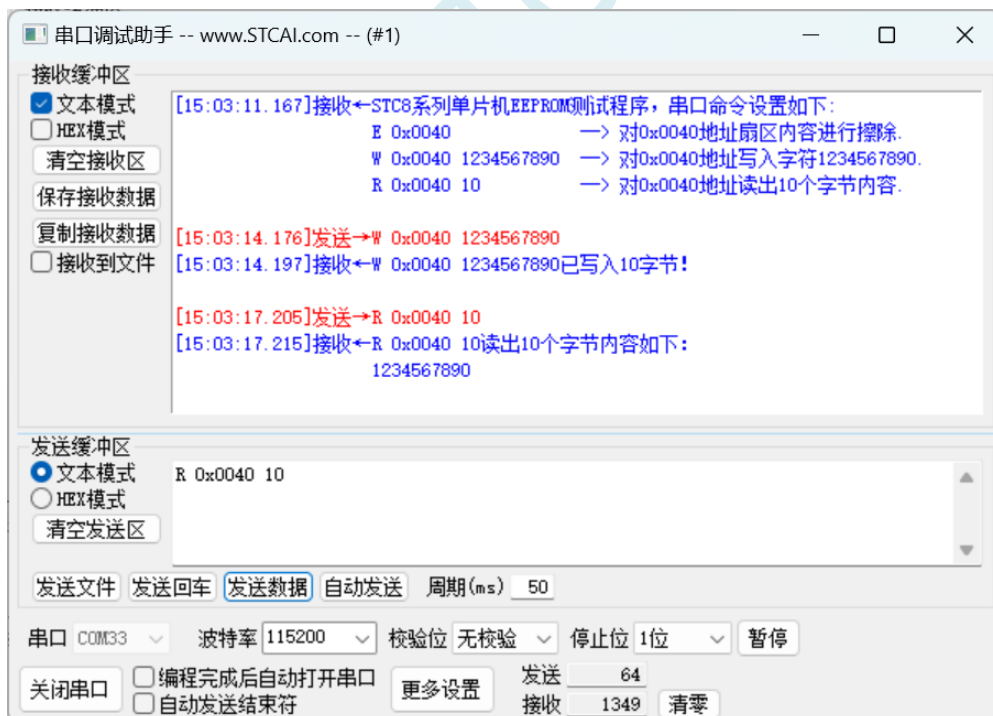 串口调试助手 -- www.STCAI.com -- (#1)
接收缓冲区
文本模式
HEX模式
清空接收区
保存接收数据
复制接收数据
接收到文件
[15:03:11.167]接收←STC8系列单片机EEPROM测试程序，串口命令设置如下:
E 0x0040 —> 对0x0040地址扇区内容进行擦除.
W 0x0040 1234567890 —> 对0x0040地址写入字符1234567890.
R 0x0040 10 —> 对0x0040地址读出10个字节内容.
[15:03:14.176]发送→W 0x0040 1234567890
[15:03:14.197]接收←W 0x0040 1234567890已写入10字节!
[15:03:17.205]发送→R 0x0040 10
[15:03:17.215]接收←R 0x0040 10读出10个字节内容如下:
1234567890
发送缓冲区
文本模式
HEX模式
清空发送区
R 0x0040 10
发送文件 发送回车 发送数据 自动发送 周期(ms) 50
串口 COM33 波特率 115200 校验位 无校验 停止位 1位 暂停
关闭串口
编程完成后自动打开串口
自动发送结束符
更多设置
发送 64
接收 1349 清零